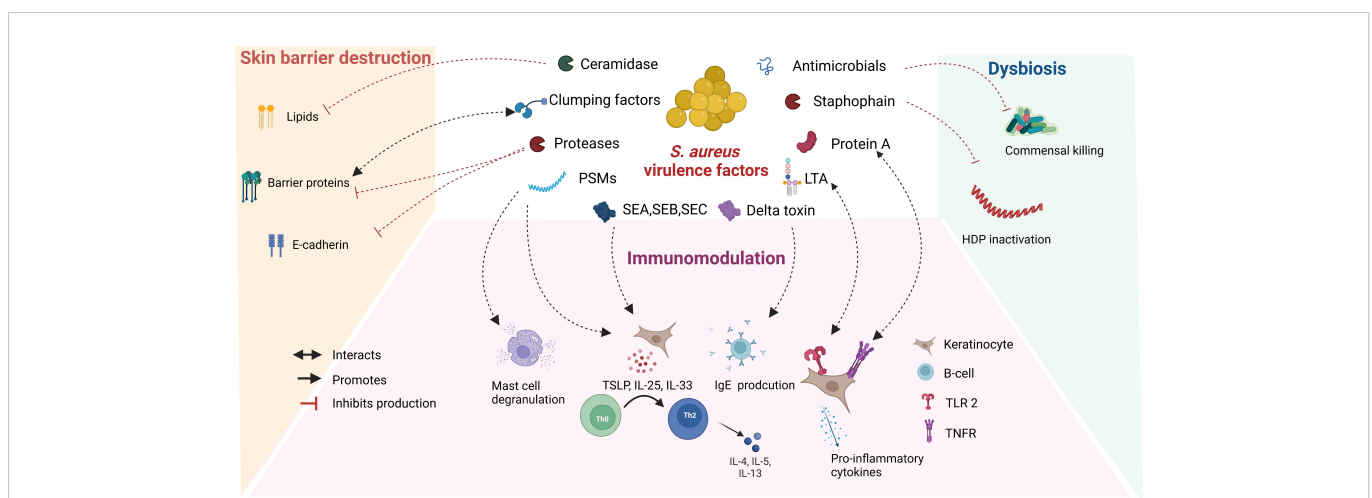 Skin barrier destruction
Lipids
Barrier proteins
E-cadherin
Ceramidase
Clumping factors
Proteases
PSMs
SEA,SEB,SEC
S. aureus
virulence factors
Antimicrobials
Staphophain
Protein A
LTA
Delta toxin
Dysbiosis
Commensal killing
HDP inactivation
Immunomodulation
Interacts
Promotes
Inhibits production
Mast cell
degranulation
TSLP, IL-25, IL-33
Th0
Th2
IL-4, IL-5,
IL-13
IgE prodcution
Pro-inflammatory
cytokines
Keratinocyte
B-cell
TLR 2
TNFR